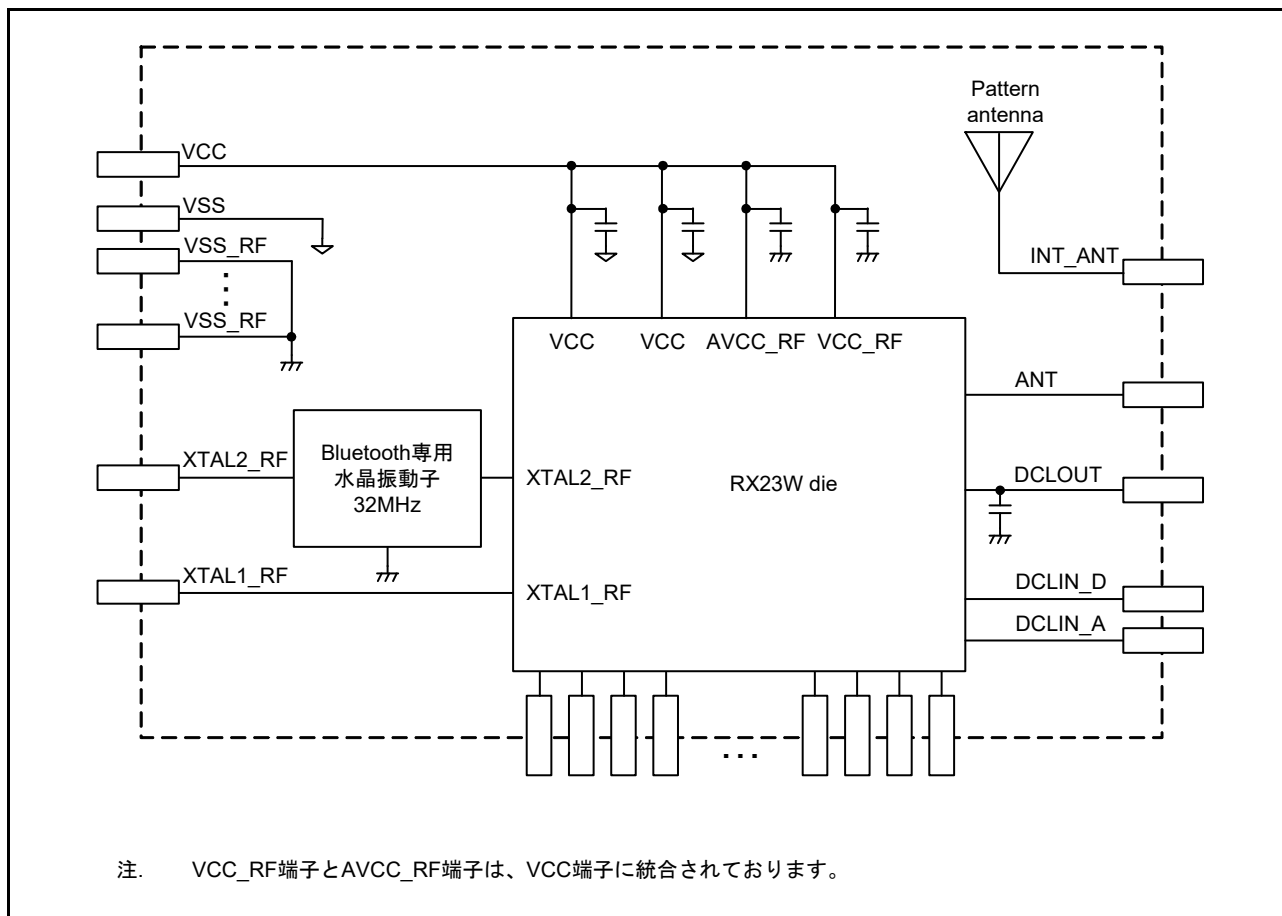 Pattern
antenna
VCC
VSS
VSS_RF
VSS_RF
INT_ANT
VCC
VCC
AVCC_RF
VCC_RF
ANT
XTAL2_RF
Bluetooth専用
水晶振動子
32MHz
XTAL2_RF
RX23W die
DCLOUT
XTAL1_RF
XTAL1_RF
DCLIN_D
DCLIN_A
...
注. VCC_RF端子とAVCC_RF端子は、VCC端子に統合されております。